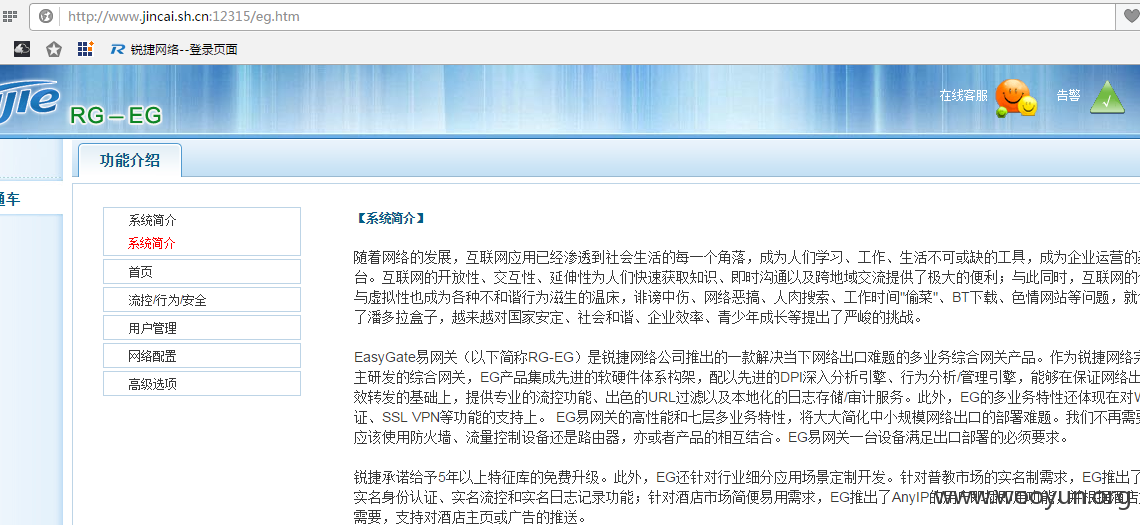 http://www.jincai.sh.cn:12315/eg.htm
锐捷网络--登录页面
jie RG-EG
在线客服 告警
功能介绍
通车
系统简介
系统简介
首页
流控/行为/安全
用户管理
网络配置
高级选项
【系统简介】
随着网络的发展，互联网应用已经渗透到社会生活的每一个角落，成为人们学习、工作、生活不可或缺的工具，成为企业运营的
台。互联网的开放性、交互性、延伸性为人们快速获取知识、即时沟通以及跨地域交流提供了极大的便利；与此同时，互联网的
与虚拟性也成为各种不和谐行为滋生的温床，诽谤中伤、网络恶搞、人肉搜索、工作时间"偷菜"、BT下载、色情网站等问题，就
了潘多拉盒子，越来越对国家安定、社会和谐、企业效率、青少年成长等提出了严峻的挑战。
EasyGate易网关（以下简称RG-EG）是锐捷网络公司推出的一款解决当下网络出口难题的多业务综合网关产品。作为锐捷网络完
主研发的综合网关，EG产品集成先进的软硬件体系构架，配以先进的DPI深入分析引擎、行为分析/管理引擎，能够在保证网络出
效转发的基础上，提供专业的流控功能、出色的URL过滤以及本地化的日志存储/审计服务。此外，EG的多业务特性还体现在对W
证、SSL VPN等功能的支持上。 EG易网关的高性能和七层多业务特性，将大大简化中小规模网络出口的部署难题。我们不再需要
应该使用防火墙、流量控制设备还是路由器，亦或者产品的相互结合。EG易网关一台设备满足出口部署的必须要求。
锐捷承诺给予5年以上特征库的免费升级。此外，EG还针对行业细分应用场景定制开发。针对普教市场的实名制需求，EG推出了
实名身份认证、实名流控和实名日志记录功能；针对酒店市场简便易用需求，EG推出了AnyIP的
需要，支持对酒店主页或广告的推送。
www.wooyun.org